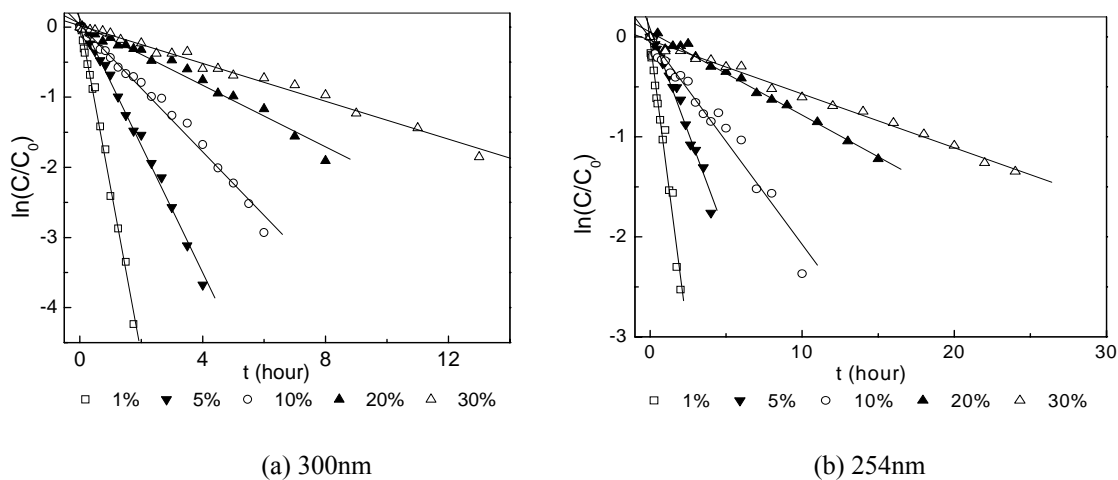 0
-1
-2
-3
-4
ln(C/C0)
0 4 8 12
t (hour)
1% 5% 10% 20% 30%
(a) 300nm
0
-1
-2
-3
ln(C/C0)
0 10 20 30
t (hour)
1% 5% 10% 20% 30%
(b) 254nm